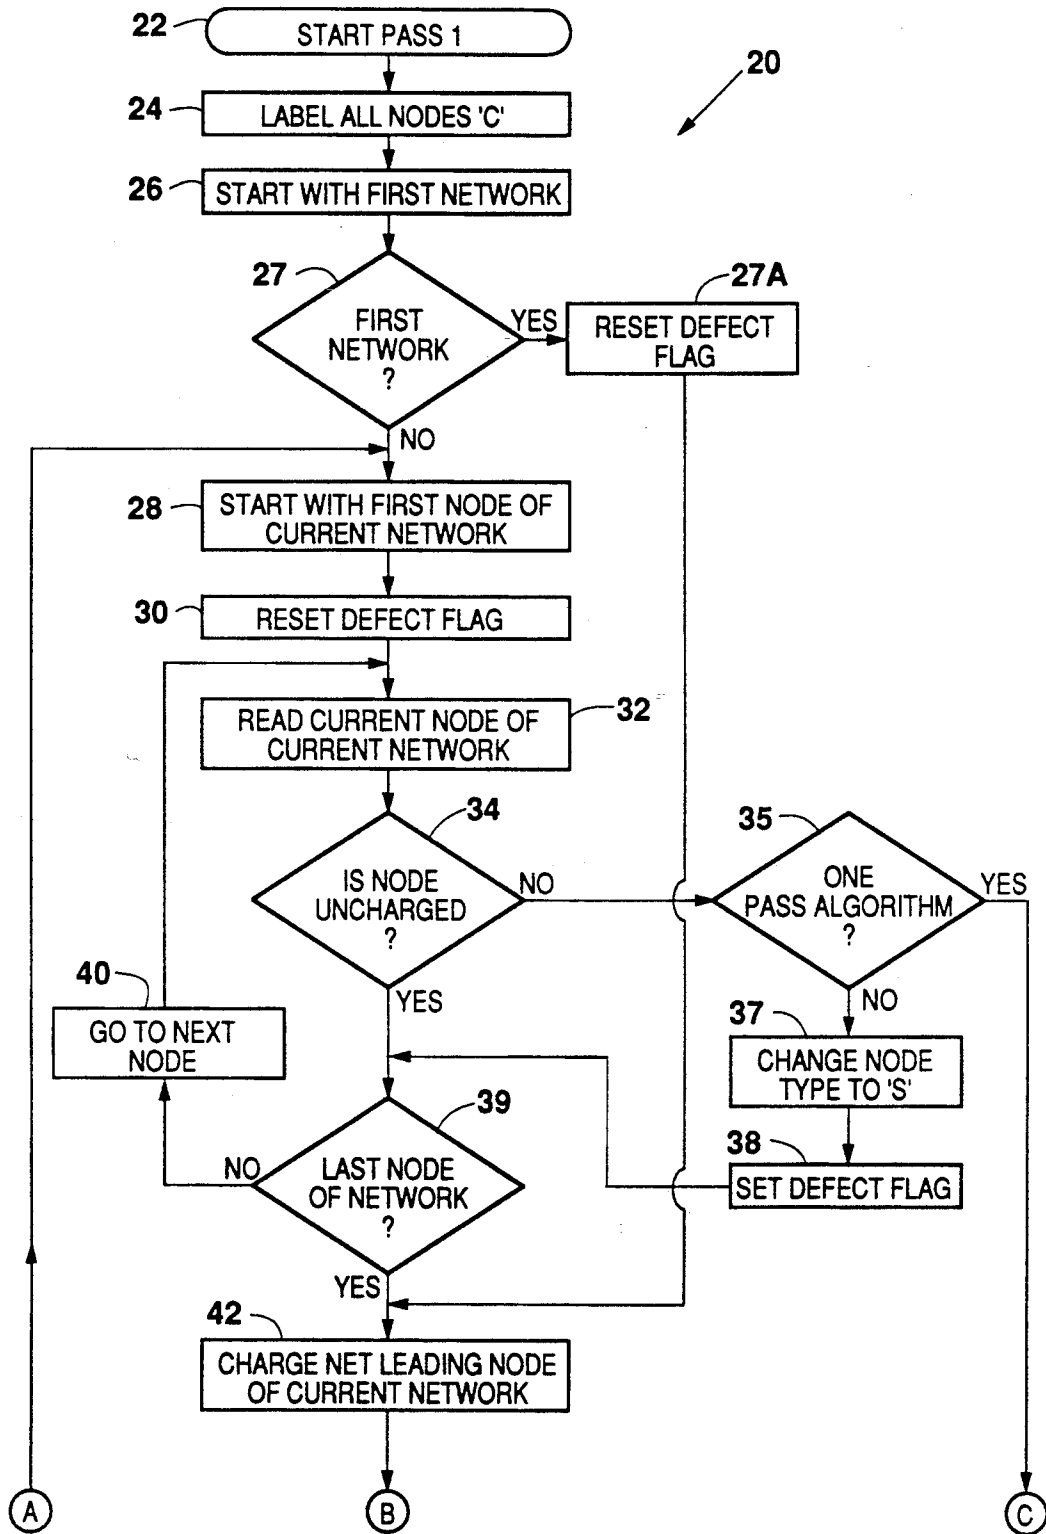 22
START PASS 1
20
24
LABEL ALL NODES 'C'
26
START WITH FIRST NETWORK
27
27A
FIRST
NETWORK
?
YES
RESET DEFECT
FLAG
NO
28
START WITH FIRST NODE OF
CURRENT NETWORK
30
RESET DEFECT FLAG
READ CURRENT NODE OF
CURRENT NETWORK
32
34
IS NODE
UNCHARGED
?
NO
35
ONE
PASS ALGORITHM
?
YES
YES
NO
40
GO TO NEXT
NODE
37
CHANGE NODE
TYPE TO 'S'
39
38
SET DEFECT FLAG
NO
LAST NODE
OF NETWORK
?
YES
42
CHARGE NET LEADING NODE
OF CURRENT NETWORK
A
B
C